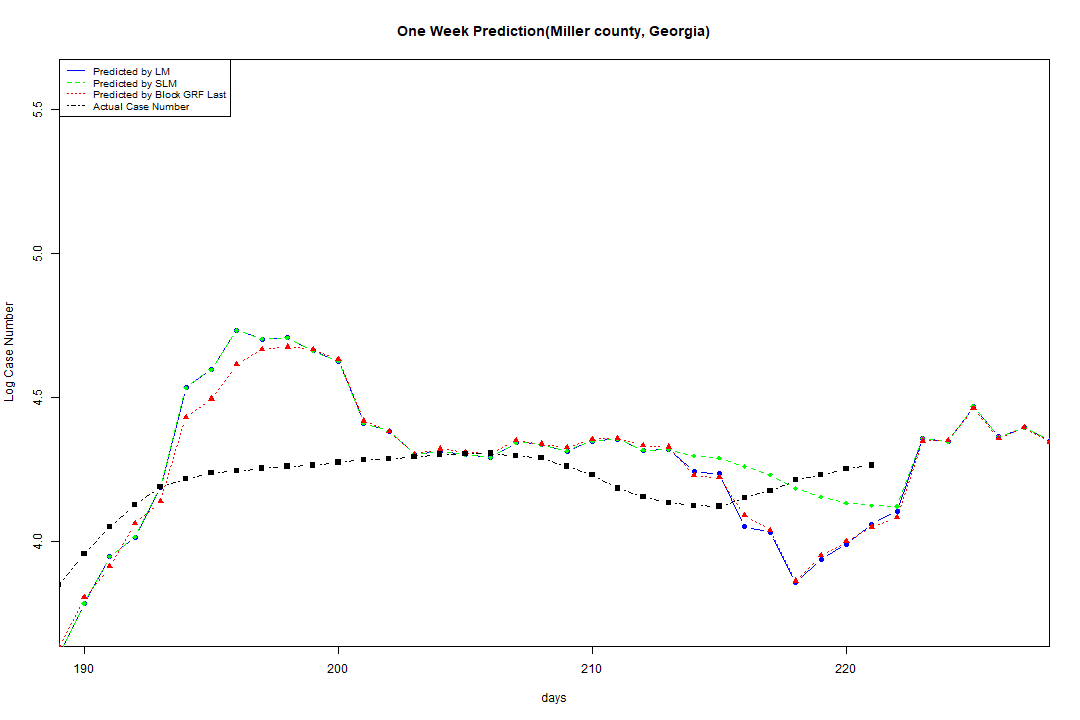 One Week Prediction(Miller county, Georgia)
Predicted by LM
Predicted by SLM
Predicted by Block GRF Last
Actual Case Number
5.5
5.0
4.5
4.0
Log Case Number
190
200
210
220
days